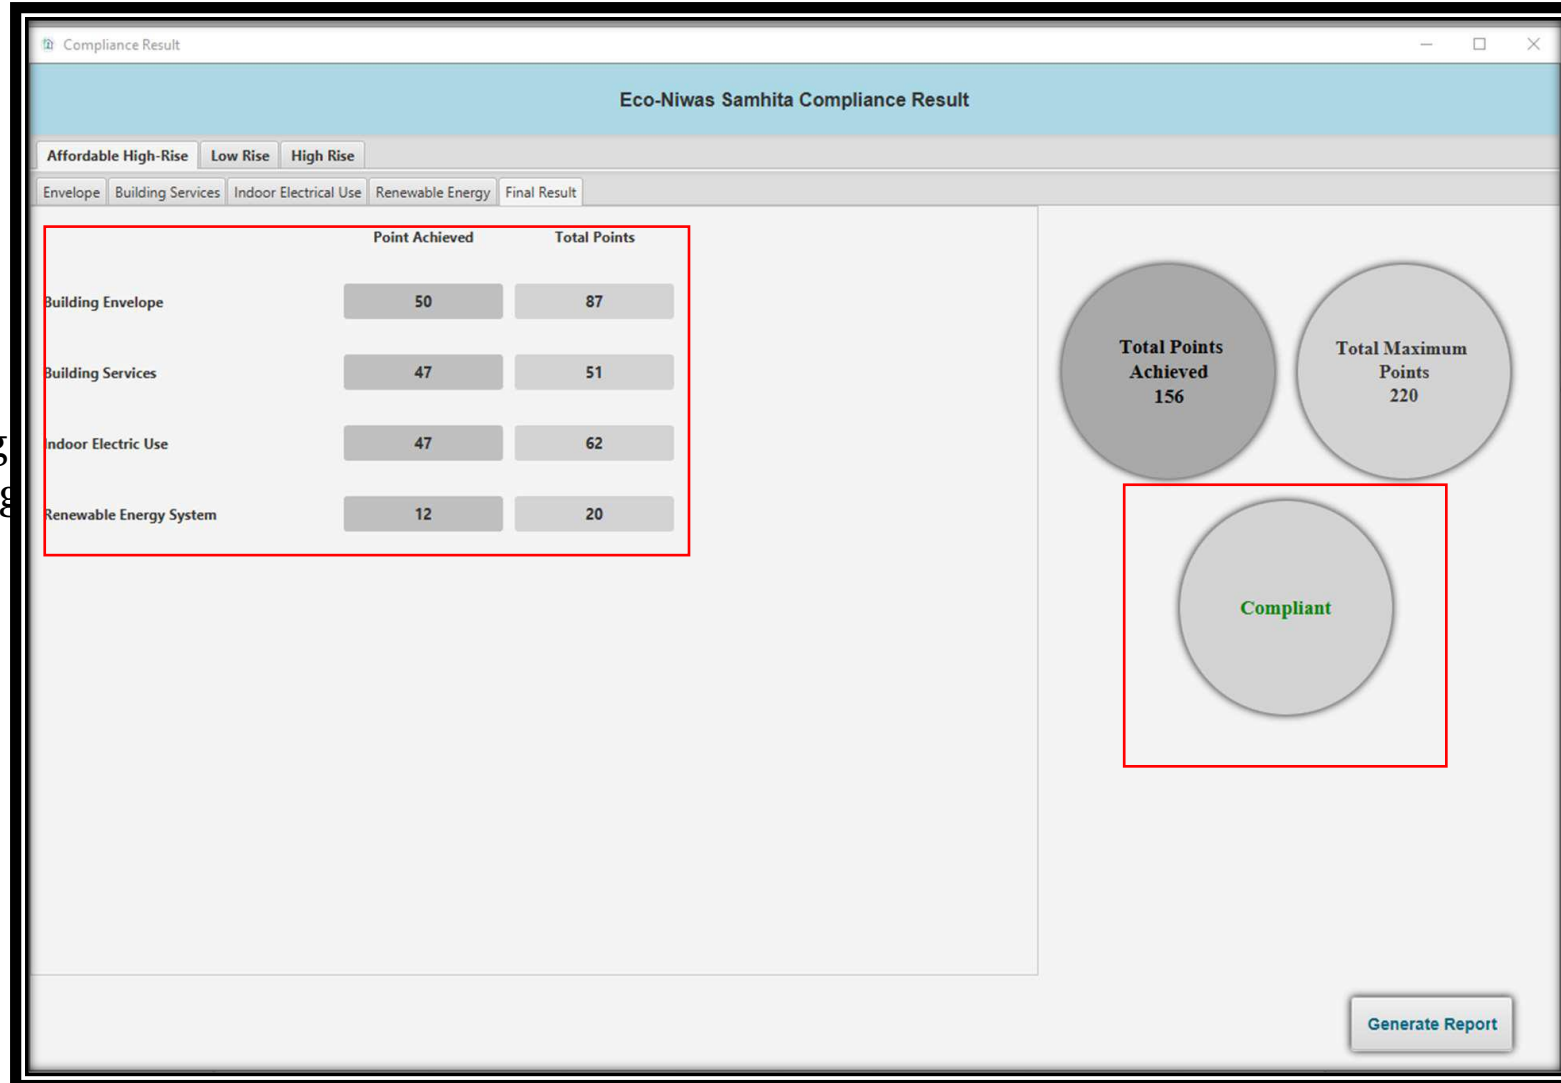 Compliance Result
Eco-Niwas Samhita Compliance Result
Affordable High-Rise Low Rise High Rise
Envelope Building Services Indoor Electrical Use Renewable Energy Final Result
Point Achieved Total Points
Building Envelope 50 87
Building Services 47 51
Indoor Electric Use 47 62
Renewable Energy System 12 20
Total Points
Achieved
156
Total Maximum
Points
220
Compliant
Generate Report
g
g